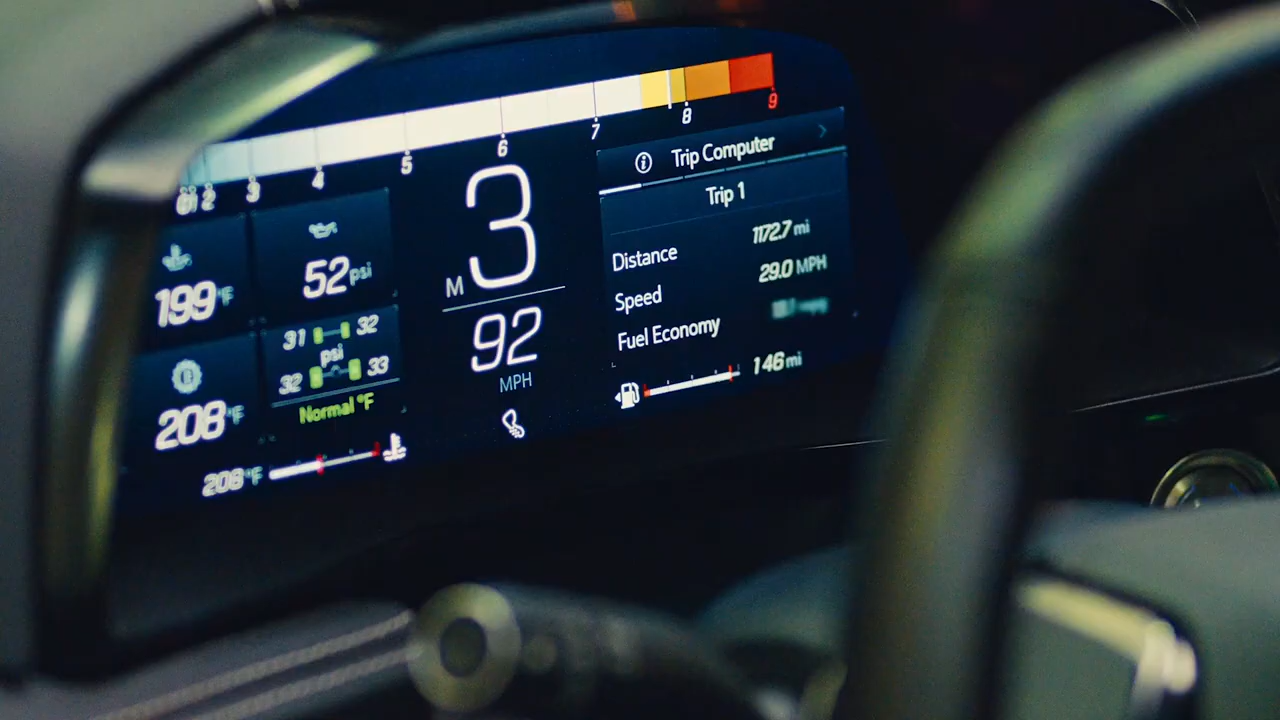 2 3 4 5 6 7 8 9
199 °F
52 psi
31 32
psi
32 33
Normal °F
208 °F
208 °F
M 3
92
MPH
Trip Computer
Trip 1
Distance 1172.7 mi
Speed 29.0 MPH
Fuel Economy
146 mi